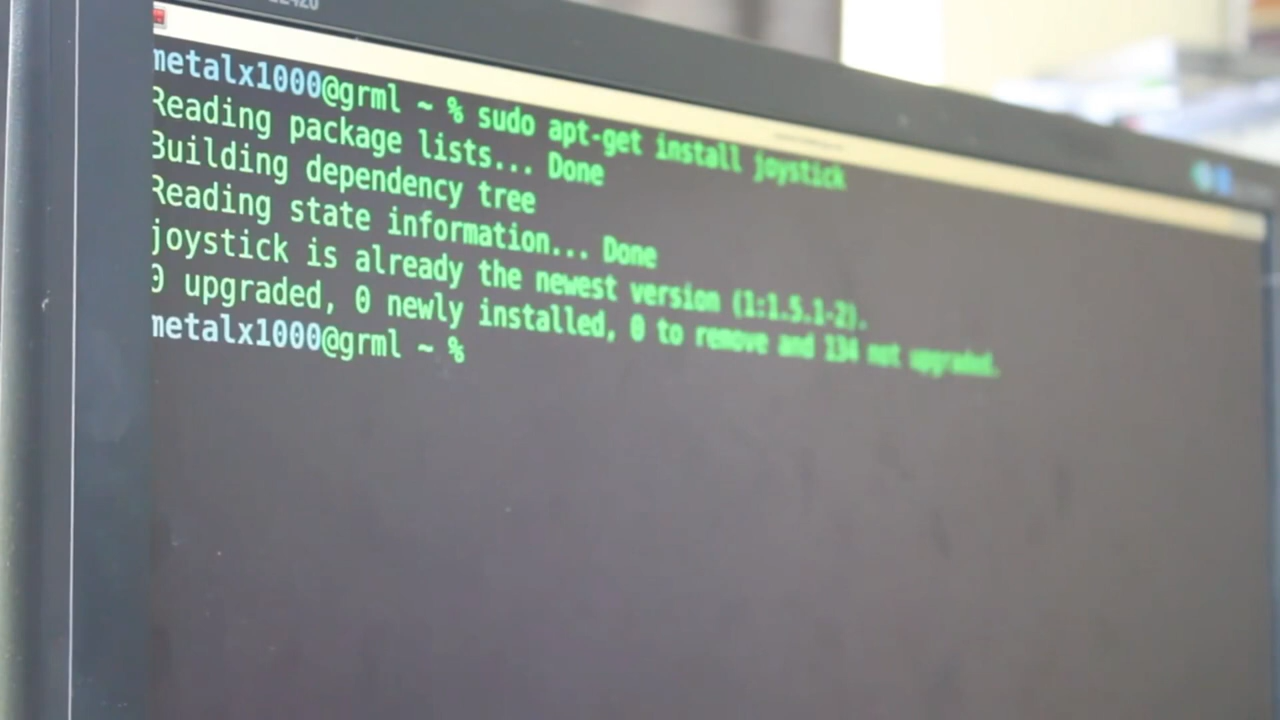 metalx1000@grml ~ % sudo apt-get install joystick
Reading package lists... Done
Building dependency tree
Reading state information... Done
joystick is already the newest version (1:1.5.1-2).
0 upgraded, 0 newly installed, 0 to remove and 134 not upgraded.
metalx1000@grml ~ %